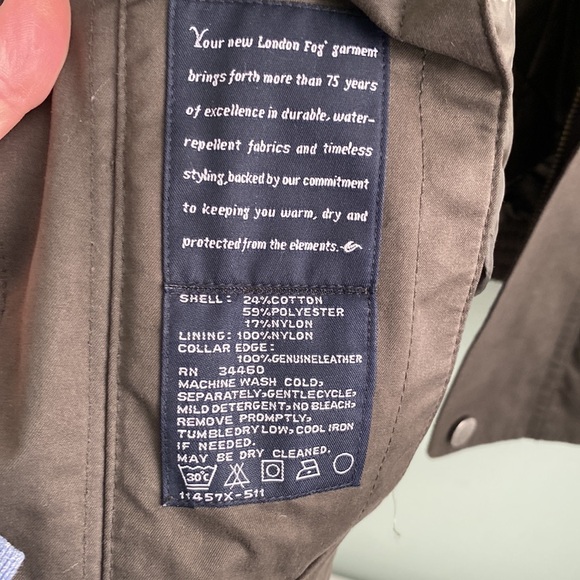 Your new London Fog® garment
brings forth more than 75 years
of excellence in durable, water-
repellent fabrics and timeless
styling, backed by our commitment
to keeping you warm, dry and
protected from the elements.
SHELL: 24%COTTON
59%POLYESTER
17%NYLON
LINING: 100%NYLON
COLLAR EDGE:
100%GENUINELEATHER
RN 34460
MACHINE WASH COLD,
SEPARATELY,GENTLECYCLE,
MILD DETERGENT,NO BLEACH,
REMOVE PROMPTLY,
TUMBLEDRY LOW,COOL IRON
IF NEEDED.
MAY BE DRY CLEANED.
30°C
11457X-511